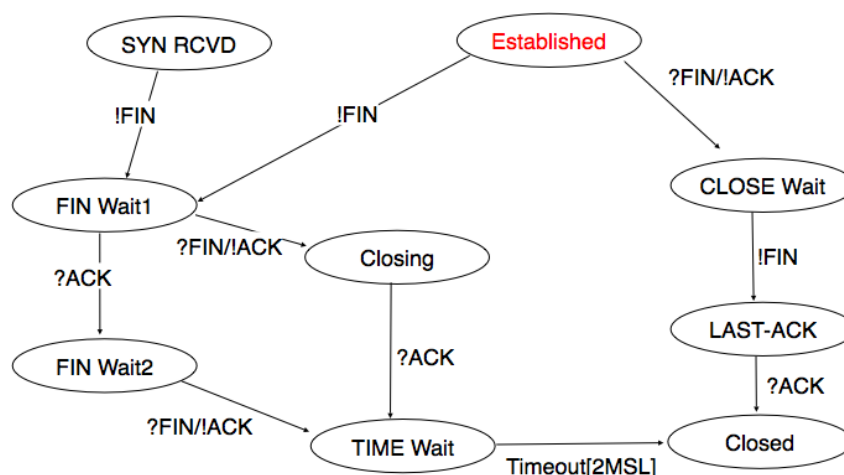 SYN RCVD
Established
!FIN
!FIN
?FIN/!ACK
FIN Wait1
CLOSE Wait
?FIN/!ACK
Closing
?ACK
!FIN
FIN Wait2
LAST-ACK
?ACK
?ACK
?FIN/!ACK
TIME Wait
Closed
Timeout[2MSL]